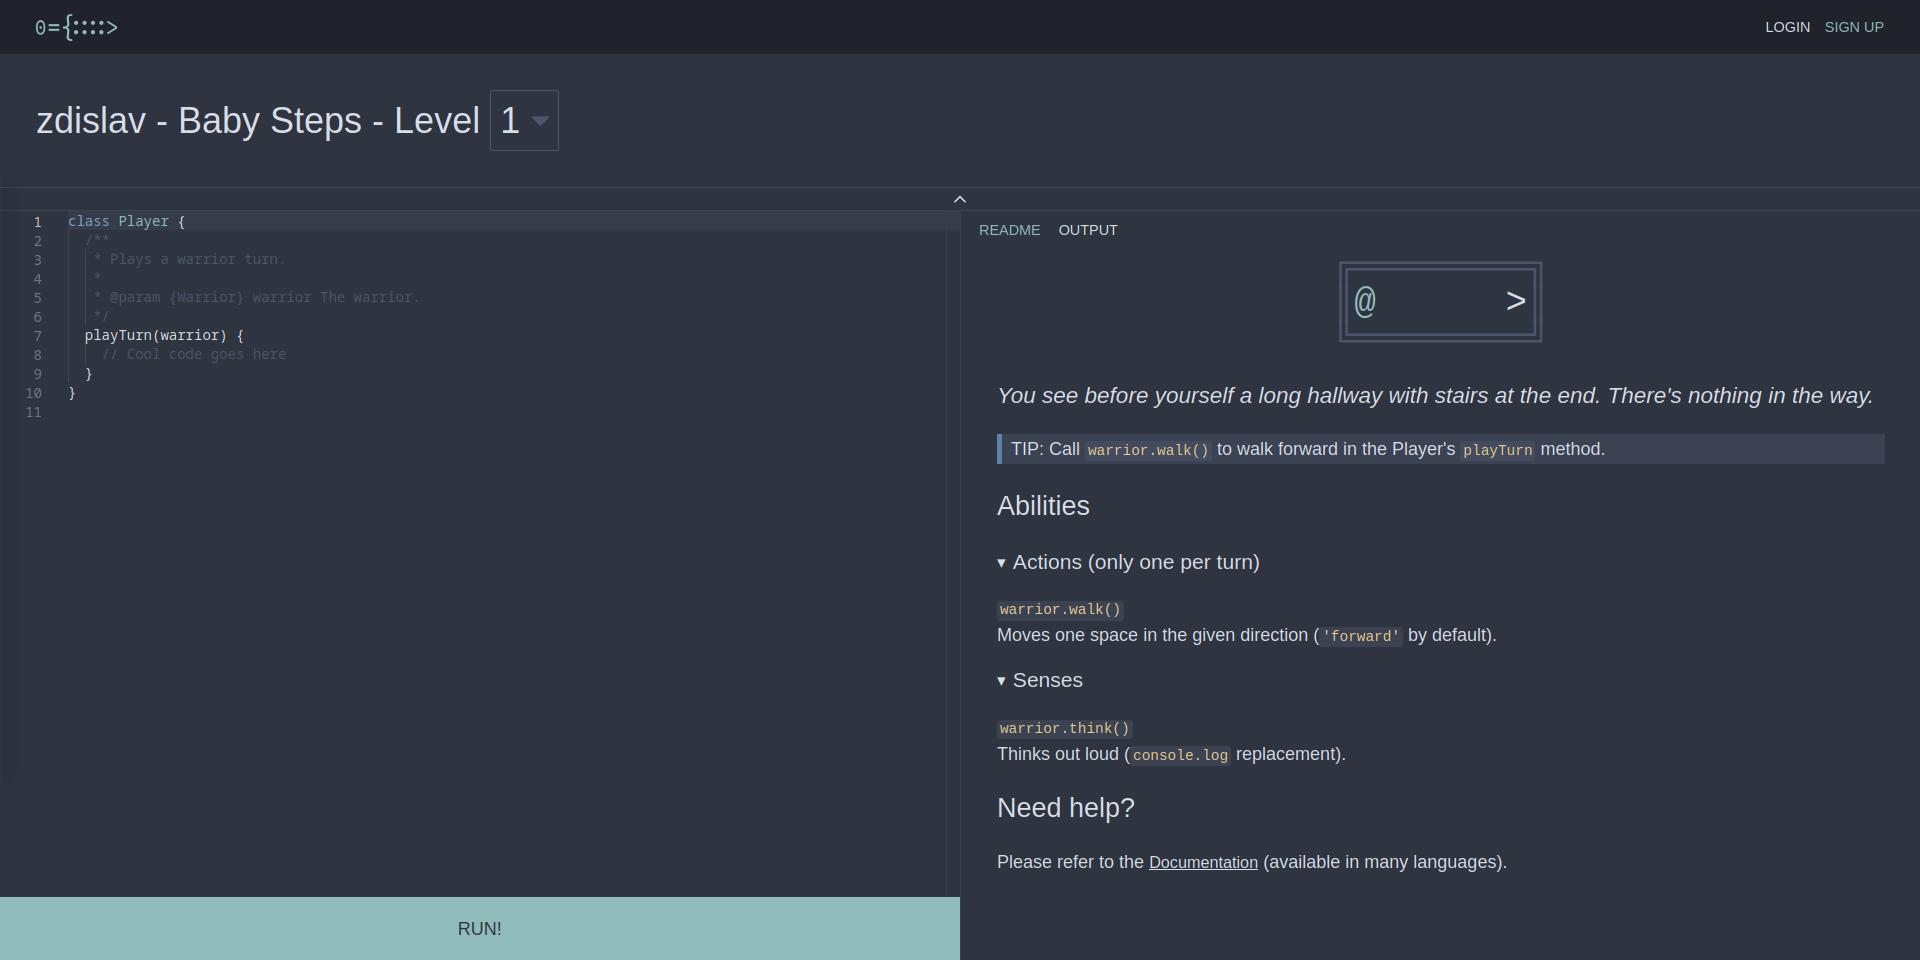 0={::::>
LOGIN SIGN UP
zdislav - Baby Steps - Level 1
1 class Player {
2 /**
3 * Plays a warrior turn.
4 *
5 * @param {Warrior} warrior The warrior.
6 */
7 playTurn(warrior) {
8 // Cool code goes here
9 }
10 }
11
RUN!
README OUTPUT
@ >
You see before yourself a long hallway with stairs at the end. There's nothing in the way.
TIP: Call warrior.walk() to walk forward in the Player's playTurn method.
Abilities
▾ Actions (only one per turn)
warrior.walk()
Moves one space in the given direction ('forward' by default).
▾ Senses
warrior.think()
Thinks out loud (console.log replacement).
Need help?
Please refer to the Documentation (available in many languages).